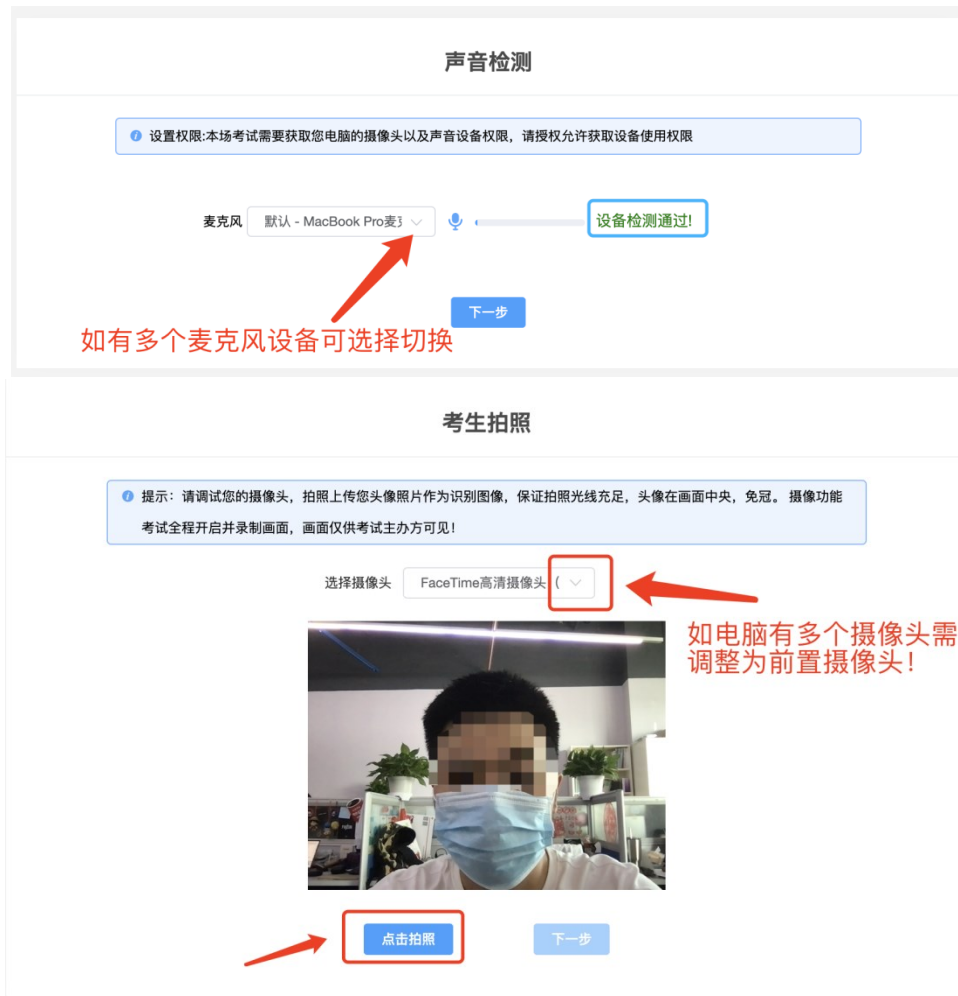 声音检测
设置权限:本场考试需要获取您电脑的摄像头以及声音设备权限，请授权允许获取设备使用权限
麦克风 默认 - MacBook Pro麦 设备检测通过!
下一步
如有多个麦克风设备可选择切换
考生拍照
提示：请调试您的摄像头，拍照上传您头像照片作为识别图像，保证拍照光线充足，头像在画面中央，免冠。 摄像功能
考试全程开启并录制画面，画面仅供考试主办方可见！
选择摄像头 FaceTime高清摄像头（
如电脑有多个摄像头需
调整为前置摄像头！
点击拍照 下一步